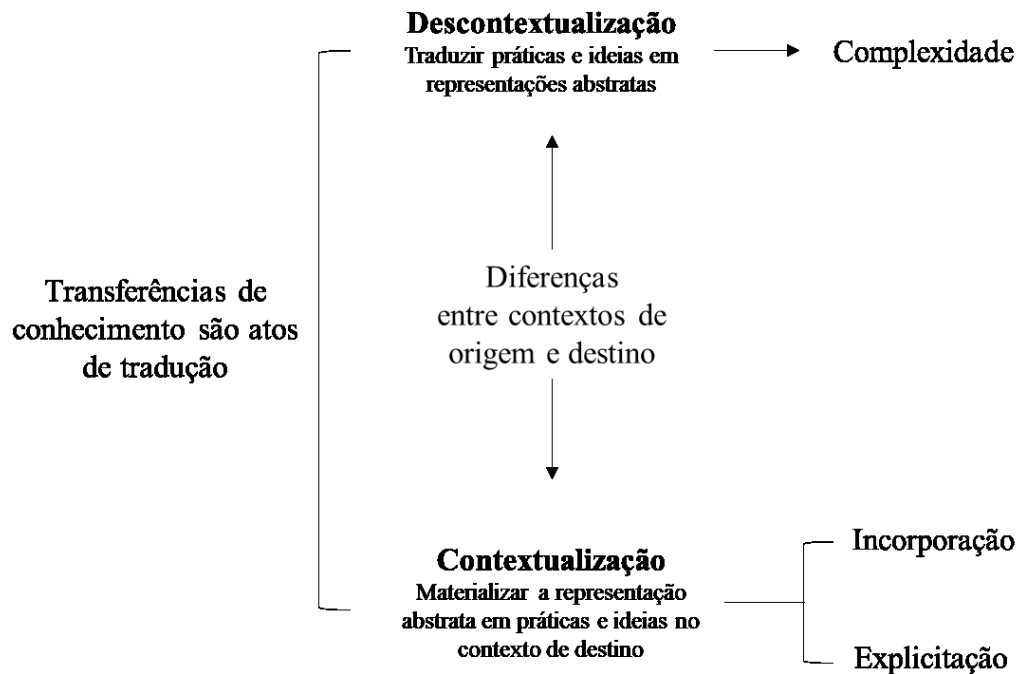 Descontextualização
Traduzir práticas e ideias em
representações abstratas
Complexidade
Diferenças
entre contextos de
origem e destino
Transferências de
conhecimento são atos
de tradução
Contextualização
Materializar a representação
abstrata em práticas e ideias no
contexto de destino
Incorporação
Explicitação